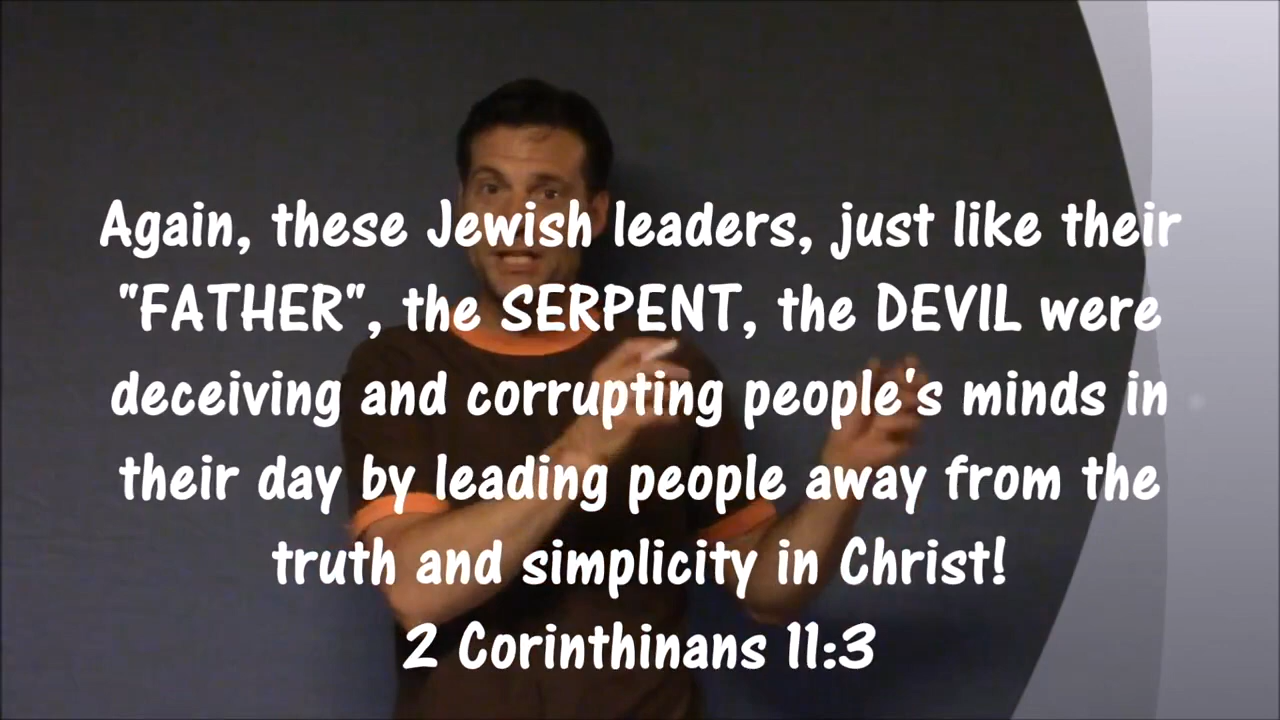 Again, these Jewish leaders, just like their
"FATHER", the SERPENT, the DEVIL were
deceiving and corrupting people's minds in
their day by leading people away from the
truth and simplicity in Christ!
2 Corinthinans 11:3